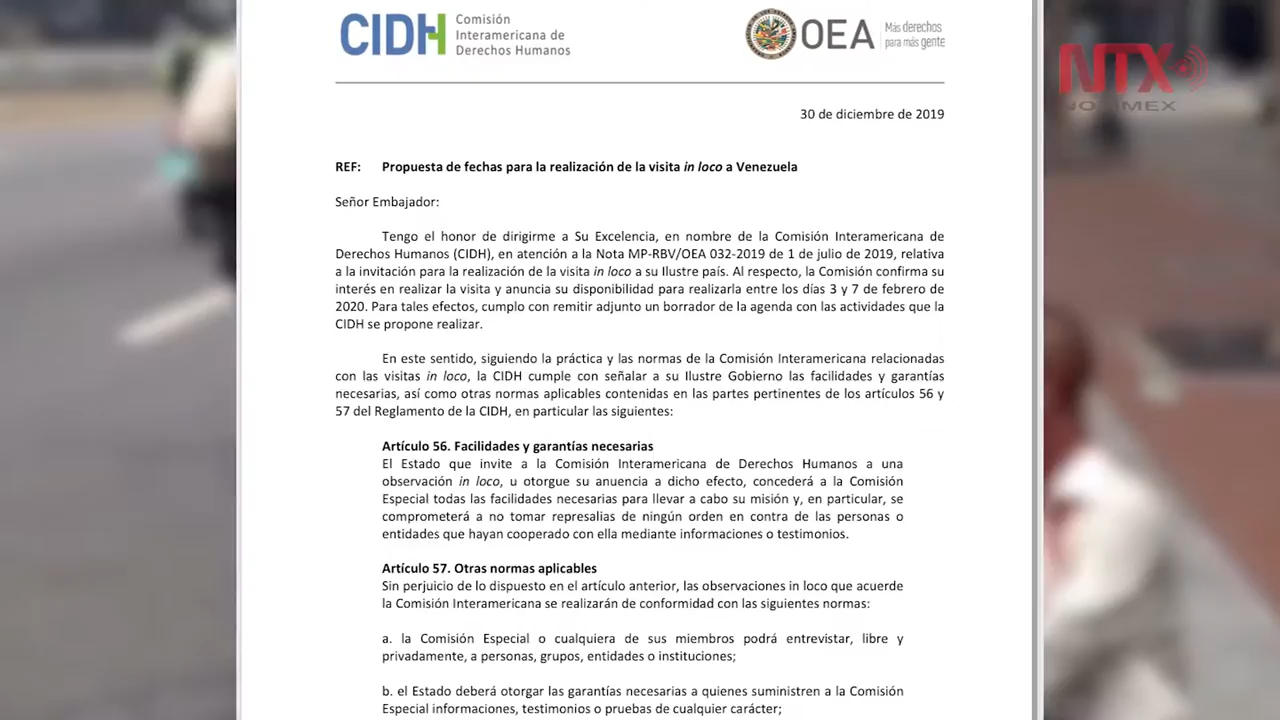 CIDH Comisión
Interamericana de
Derechos Humanos
OEA Más derechos
para más gente
NTX
NOTIMEX
30 de diciembre de 2019
REF: Propuesta de fechas para la realización de la visita in loco a Venezuela
Señor Embajador:
Tengo el honor de dirigirme a Su Excelencia, en nombre de la Comisión Interamericana de
Derechos Humanos (CIDH), en atención a la Nota MP-RBV/OEA 032-2019 de 1 de julio de 2019, relativa
a la invitación para la realización de la visita in loco a su Ilustre país. Al respecto, la Comisión confirma su
interés en realizar la visita y anuncia su disponibilidad para realizarla entre los días 3 y 7 de febrero de
2020. Para tales efectos, cumplo con remitir adjunto un borrador de la agenda con las actividades que la
CIDH se propone realizar.
En este sentido, siguiendo la práctica y las normas de la Comisión Interamericana relacionadas
con las visitas in loco, la CIDH cumple con señalar a su Ilustre Gobierno las facilidades y garantías
necesarias, así como otras normas aplicables contenidas en las partes pertinentes de los artículos 56 y
57 del Reglamento de la CIDH, en particular las siguientes:
Artículo 56. Facilidades y garantías necesarias
El Estado que invite a la Comisión Interamericana de Derechos Humanos a una
observación in loco, u otorgue su anuencia a dicho efecto, concederá a la Comisión
Especial todas las facilidades necesarias para llevar a cabo su misión y, en particular, se
comprometerá a no tomar represalias de ningún orden en contra de las personas o
entidades que hayan cooperado con ella mediante informaciones o testimonios.
Artículo 57. Otras normas aplicables
Sin perjuicio de lo dispuesto en el artículo anterior, las observaciones in loco que acuerde
la Comisión Interamericana se realizarán de conformidad con las siguientes normas:
a. la Comisión Especial o cualquiera de sus miembros podrá entrevistar, libre y
privadamente, a personas, grupos, entidades o instituciones;
b. el Estado deberá otorgar las garantías necesarias a quienes suministren a la Comisión
Especial informaciones, testimonios o pruebas de cualquier carácter;